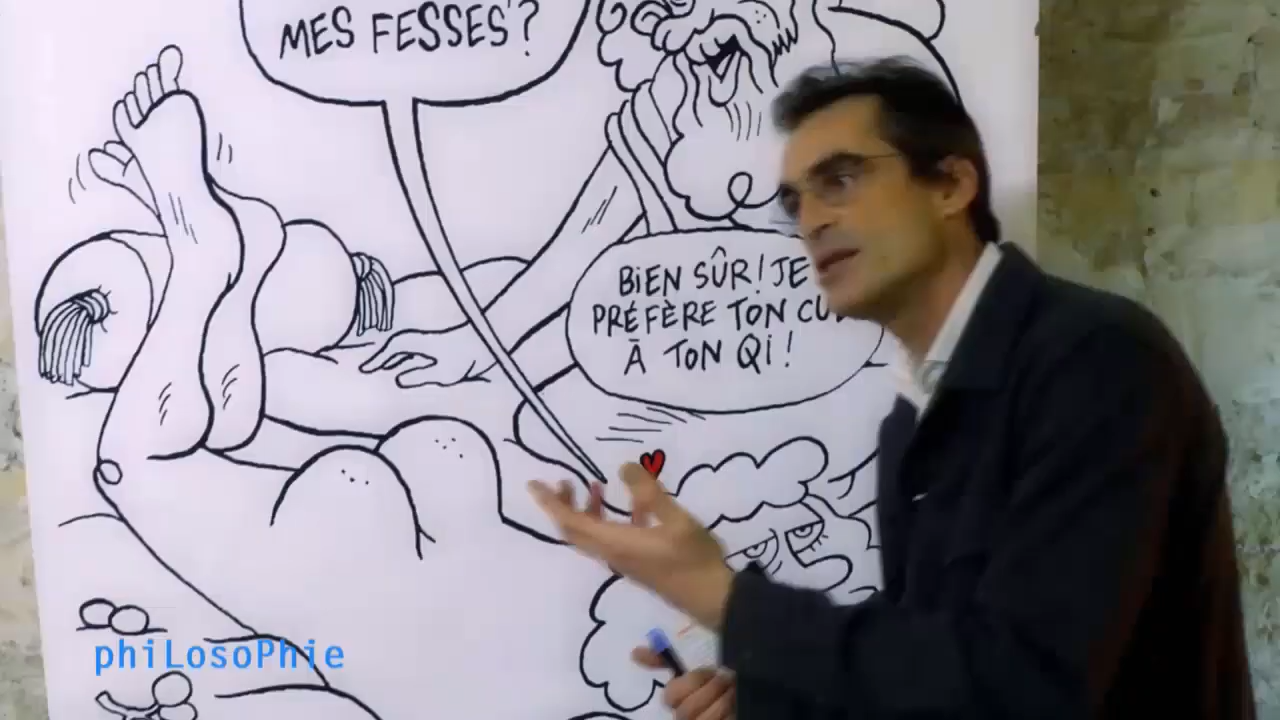 MES FESSES?
BIEN SÛR! JE
PRÉFÈRE TON
À TON QI!
phiLosoPhie